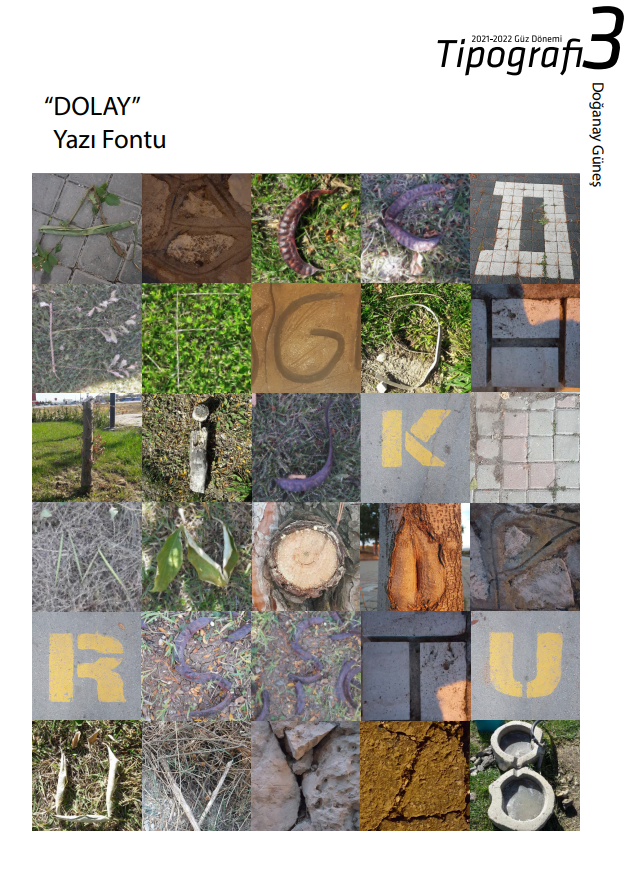 2021-2022 Güz Dönemi
Tipografi3
Doğanay Güneş
“DOLAY”
Yazı Fontu
A B C Ç D
E F G Ğ H
I İ J K L
M N O Ö P
R S Ş T U
Ü V Y Z